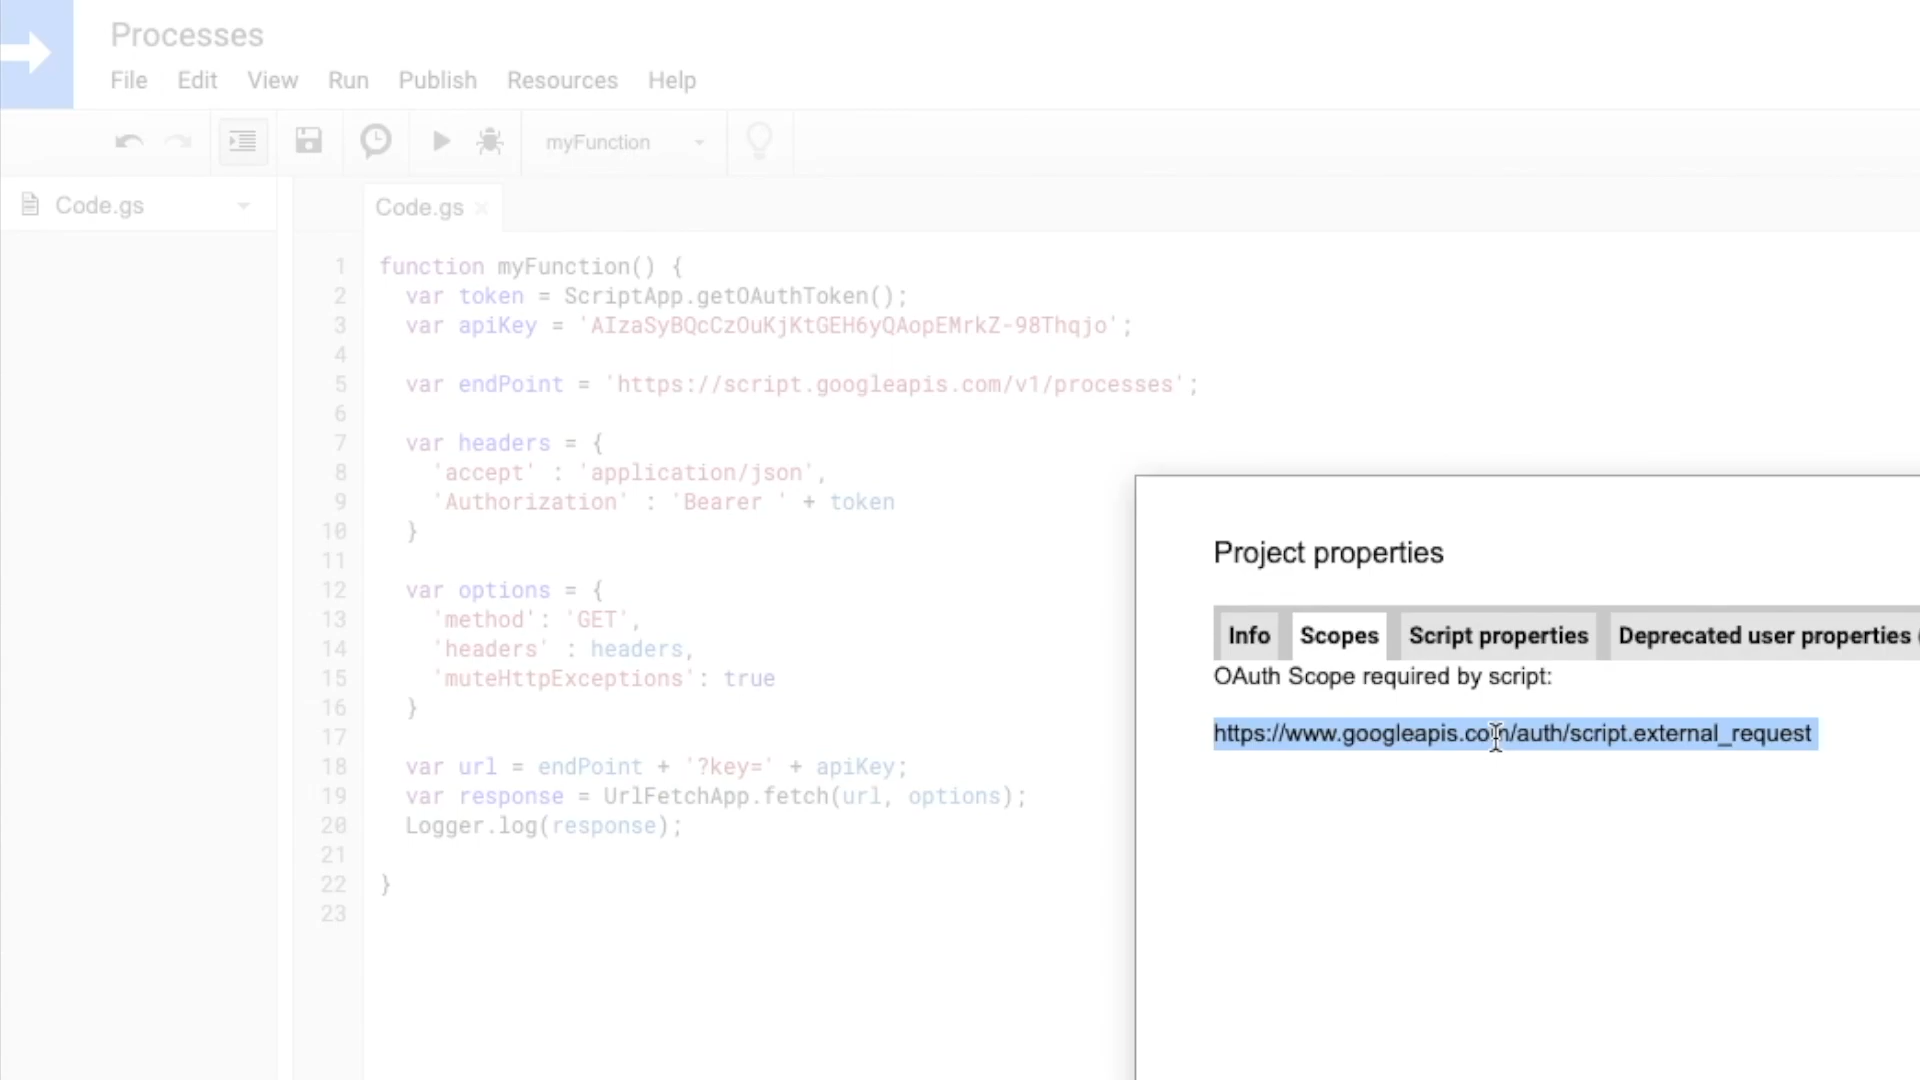 Processes
File Edit View Run Publish Resources Help
myFunction
Code.gs
Code.gs
1 function myFunction() {
2 var token = ScriptApp.getOAuthToken();
3 var apiKey = 'AIzaSyBQcCzOuKjKtGEH6yQAopEMrkZ-98Thqjo';
4
5 var endPoint = 'https://script.googleapis.com/v1/processes';
6
7 var headers = {
8 'accept' : 'application/json',
9 'Authorization' : 'Bearer ' + token
10 }
11
12 var options = {
13 'method': 'GET',
14 'headers' : headers,
15 'muteHttpExceptions': true
16 }
17
18 var url = endPoint + '?key=' + apiKey;
19 var response = UrlFetchApp.fetch(url, options);
20 Logger.log(response);
21
22 }
23
Project properties
Info Scopes Script properties Deprecated user properties (
OAuth Scope required by script:
https://www.googleapis.com/auth/script.external_request